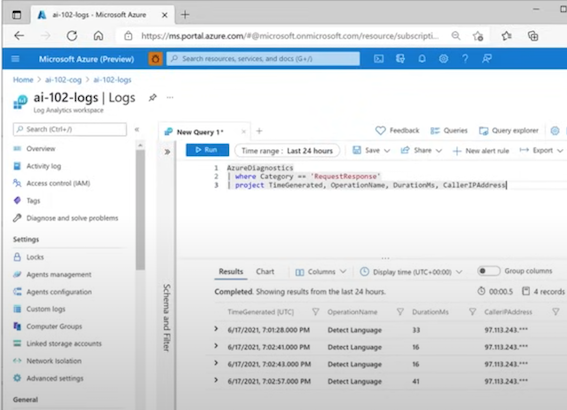 ai-102-logs - Microsoft Azure
https://ms.portal.azure.com/#@microsoft.onmicrosoft.com/resource/subscripti...
Microsoft Azure (Preview)
Search resources, services, and docs (G+/)
Home > ai-102-cog > ai-102-logs
ai-102-logs | Logs
Log Analytics workspace
Search (Ctrl+/)
Overview
Activity log
Access control (IAM)
Tags
Diagnose and solve problems
Settings
Locks
Agents management
Agents configuration
Custom logs
Computer Groups
Linked storage accounts
Network Isolation
Advanced settings
New Query 1*
Feedback
Queries
Query explorer
Run
Time range : Last 24 hours
Save
Share
New alert rule
Export
1 AzureDiagnostics
2 | where Category == 'RequestResponse'
3 | project TimeGenerated, OperationName, DurationMs, CallerIPAddress
Schema and Filter
Results Chart Columns Display time (UTC+00:00) Group columns
Completed. Showing results from the last 24 hours. 00:00.5 4 records
TimeGenerated [UTC] OperationName DurationMs CallerIPAddress
6/17/2021, 7:01:28.000 PM Detect Language 33 97.113.243.***
6/17/2021, 7:02:41.000 PM Detect Language 16 97.113.243.***
6/17/2021, 7:02:43.000 PM Detect Language 16 97.113.243.***
6/17/2021, 7:02:57.000 PM Detect Language 41 97.113.243.***